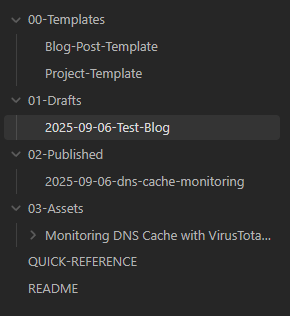 00-Templates
Blog-Post-Template
Project-Template
01-Drafts
2025-09-06-Test-Blog
02-Published
2025-09-06-dns-cache-monitoring
03-Assets
Monitoring DNS Cache with VirusTota...
QUICK-REFERENCE
README